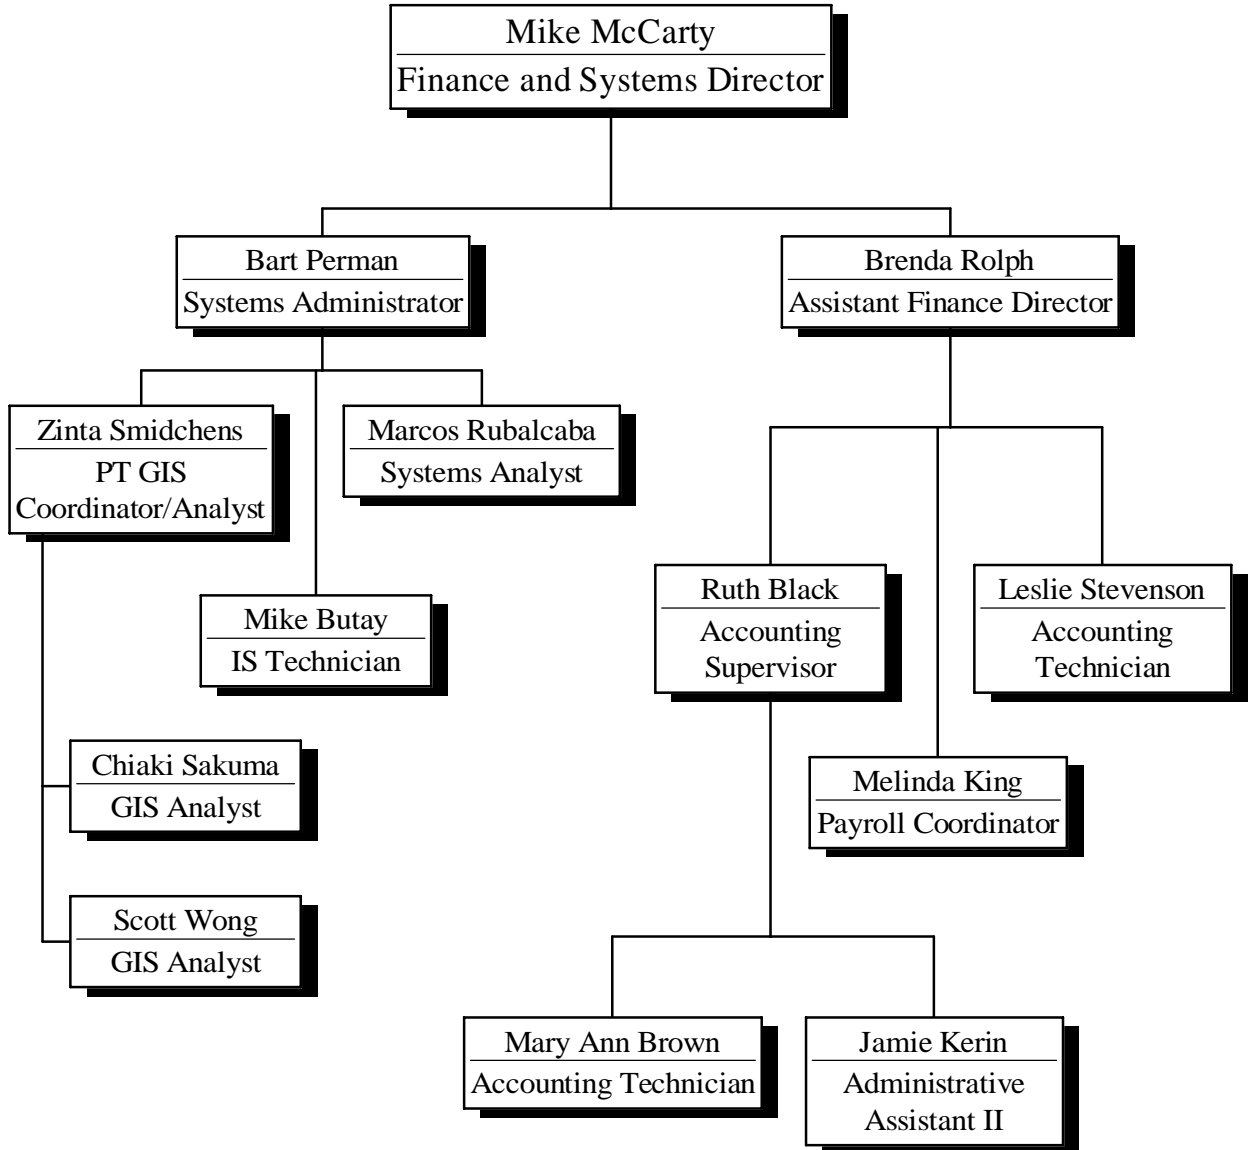 Mike McCarty
Finance and Systems Director
Bart Perman
Systems Administrator
Brenda Rolph
Assistant Finance Director
Zinta Smidchens
PT GIS
Coordinator/Analyst
Marcos Rubalcaba
Systems Analyst
Mike Butay
IS Technician
Ruth Black
Accounting
Supervisor
Leslie Stevenson
Accounting
Technician
Chiaki Sakuma
GIS Analyst
Melinda King
Payroll Coordinator
Scott Wong
GIS Analyst
Mary Ann Brown
Accounting Technician
Jamie Kerin
Administrative
Assistant II